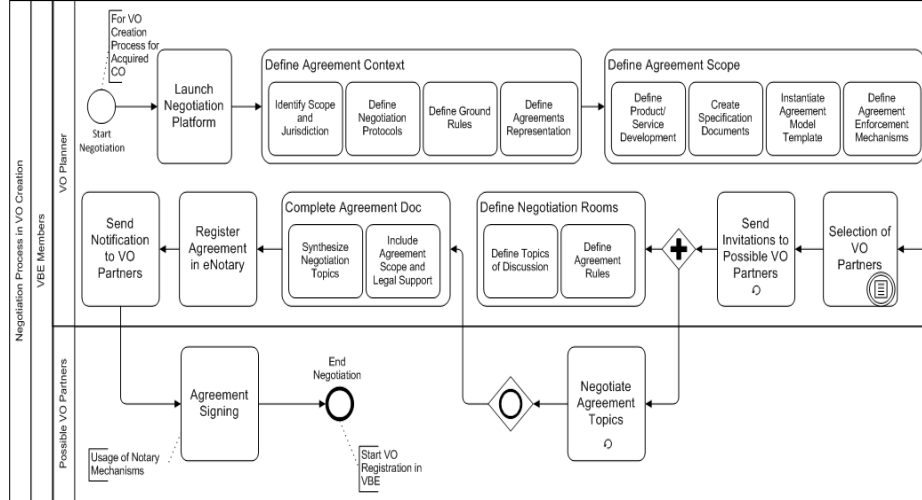 Negotiation Process in VO Creation
VBE Members
VO Planner
For VO
Creation
Process for
Acquired
CO
Start
Negotiation
Launch
Negotiation
Platform
Define Agreement Context
Identify Scope
and
Jurisdiction
Define
Negotiation
Protocols
Define Ground
Rules
Define
Agreements
Representation
Define Agreement Scope
Define
Product/
Service
Development
Create
Specification
Documents
Instantiate
Agreement
Model
Template
Define
Agreement
Enforcement
Mechanisms
Send
Notification
to VO
Partners
Register
Agreement
in eNotary
Complete Agreement Doc
Synthesize
Negotiation
Topics
Include
Agreement
Scope and
Legal Support
Define Negotiation Rooms
Define Topics
of Discussion
Define
Agreement
Rules
Send
Invitations to
Possible VO
Partners
Selection of
VO
Partners
Possible VO Partners
Agreement
Signing
End
Negotiation
Negotiate
Agreement
Topics
Usage of Notary
Mechanisms
Start VO
Registration in
VBE